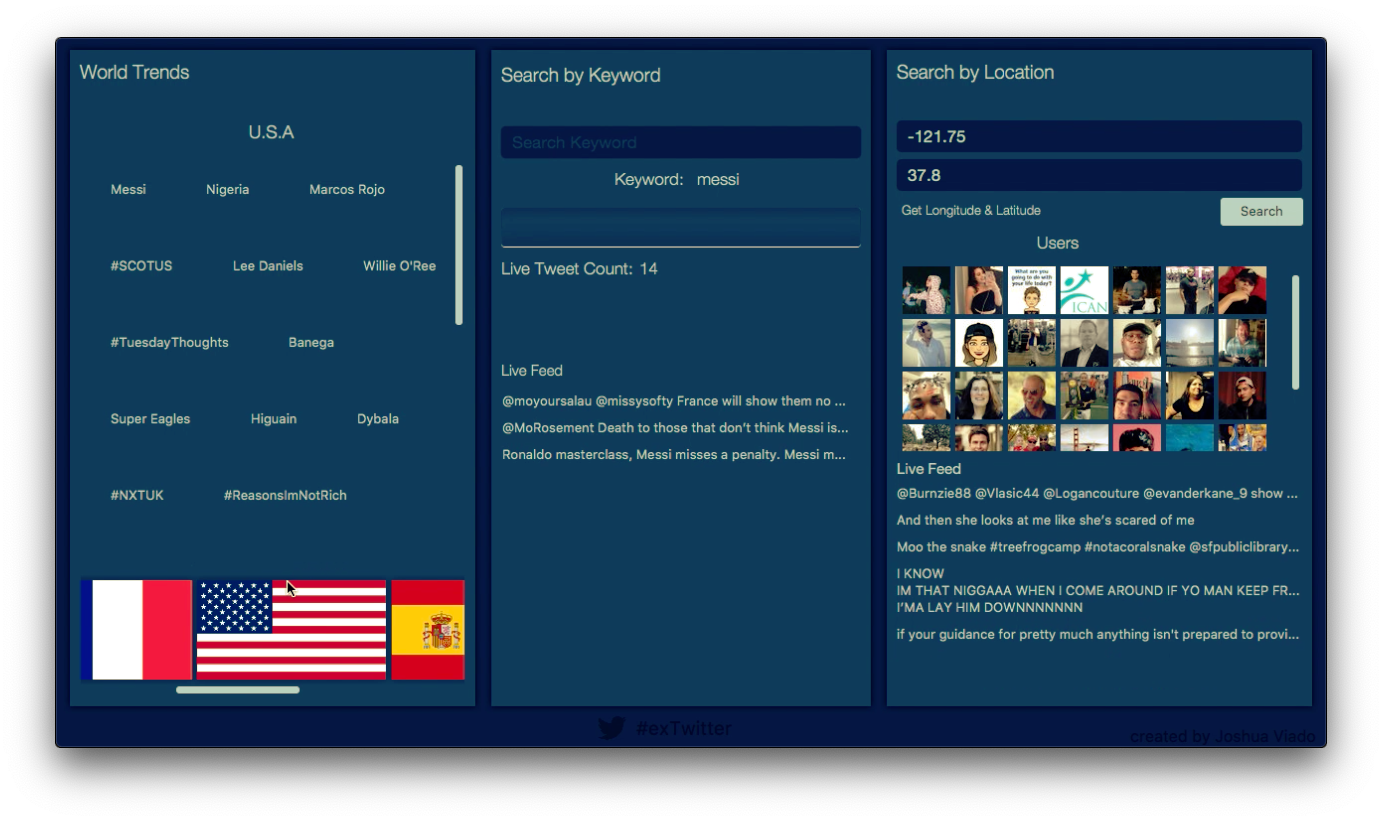 World Trends
U.S.A
Messi Nigeria Marcos Rojo
#SCOTUS Lee Daniels Willie O'Ree
#TuesdayThoughts Banega
Super Eagles Higuain Dybala
#NXTUK #ReasonsImNotRich
Search by Keyword
Search Keyword
Keyword: messi
Live Tweet Count: 14
Live Feed
@moyoursalau @missysofty France will show them no ...
@MoRosement Death to those that don't think Messi is...
Ronaldo masterclass, Messi misses a penalty. Messi m...
Search by Location
-121.75
37.8
Get Longitude & Latitude Search
Users
What are you
going to do with
your life today?
ICAN
Live Feed
@Burnzie88 @Vlasic44 @Logancouture @evanderkane_9 show ...
And then she looks at me like she's scared of me
Moo the snake #treefrogcamp #notacoralsnake @sfpubliclibrary...
I KNOW
IM THAT NIGGAAA WHEN I COME AROUND IF YO MAN KEEP FR...
I'MA LAY HIM DOWNNNNNNN
if your guidance for pretty much anything isn't prepared to provi...
#exTwitter
created by Joshua Viado